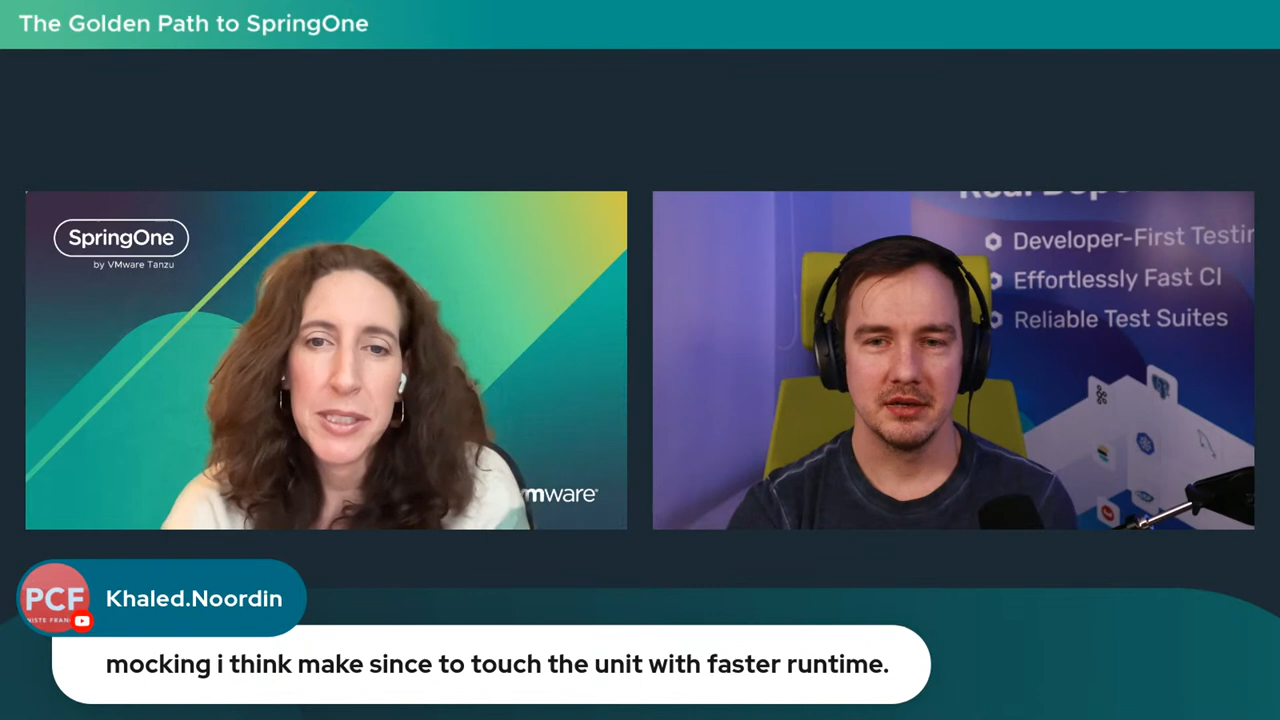 The Golden Path to SpringOne
SpringOne
by VMware Tanzu
mware
Developer-First Testin
Effortlessly Fast CI
Reliable Test Suites
PCF
Khaled.Noordin
mocking i think make since to touch the unit with faster runtime.